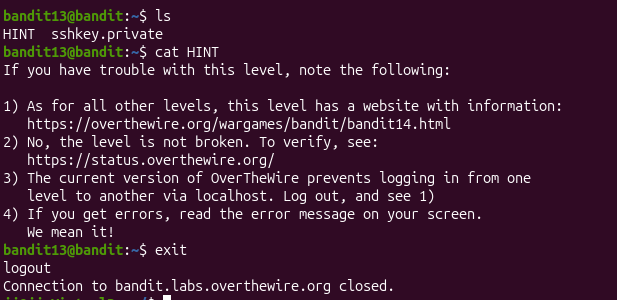 bandit13@bandit:~$ ls
HINT  sshkey.private
bandit13@bandit:~$ cat HINT
If you have trouble with this level, note the following:

1) As for all other levels, this level has a website with information:
   https://overthewire.org/wargames/bandit/bandit14.html
2) No, the level is not broken. To verify, see:
   https://status.overthewire.org/
3) The current version of OverTheWire prevents logging in from one
   level to another via localhost. Log out, and see 1)
4) If you get errors, read the error message on your screen.
   We mean it!
bandit13@bandit:~$ exit
logout
Connection to bandit.labs.overthewire.org closed.